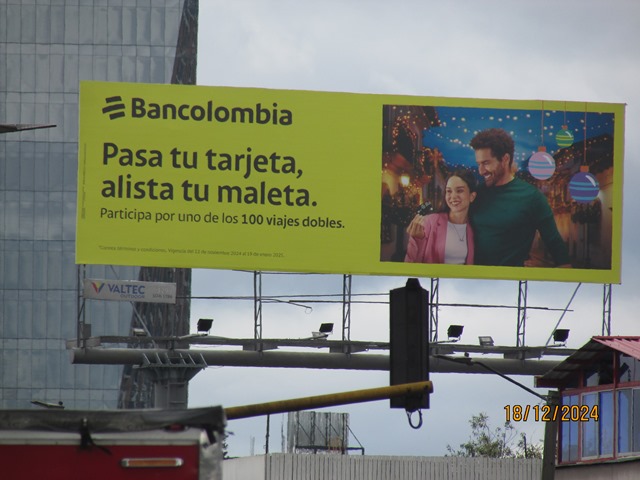 Bancolombia
Pasa tu tarjeta,
alista tu maleta.
Participa por uno de los 100 viajes dobles.
VALTEC
18/12/2024